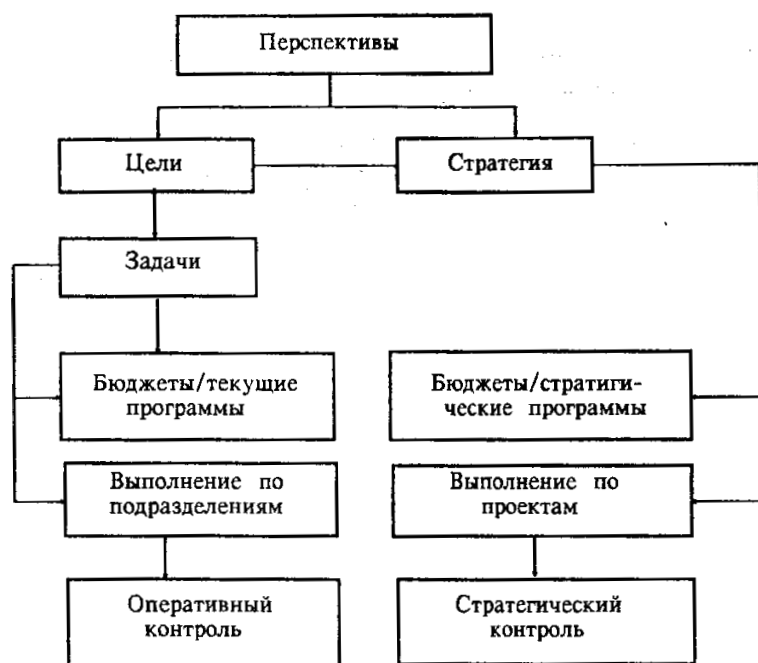 Перспективы
Цели
Стратегия
Задачи
Бюджеты/текущие
программы
Бюджеты/стратиги-
ческие программы
Выполнение по
подразделениям
Выполнение по
проектам
Оперативный
контроль
Стратегический
контроль